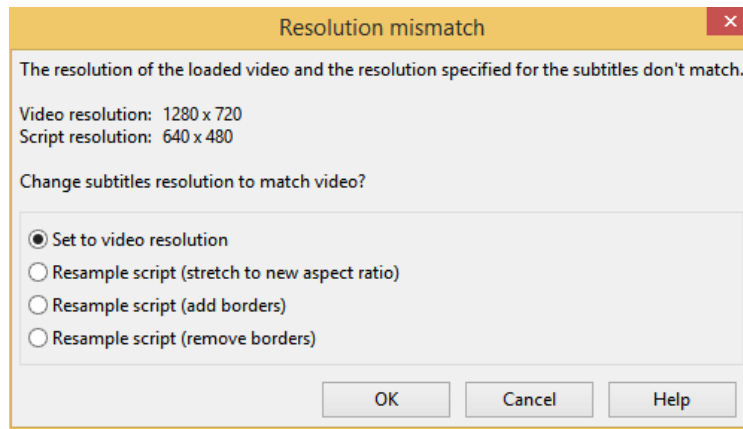 Resolution mismatch
The resolution of the loaded video and the resolution specified for the subtitles don't match.
Video resolution: 1280 x 720
Script resolution: 640 x 480
Change subtitles resolution to match video?
Set to video resolution
Resample script (stretch to new aspect ratio)
Resample script (add borders)
Resample script (remove borders)
OK Cancel Help